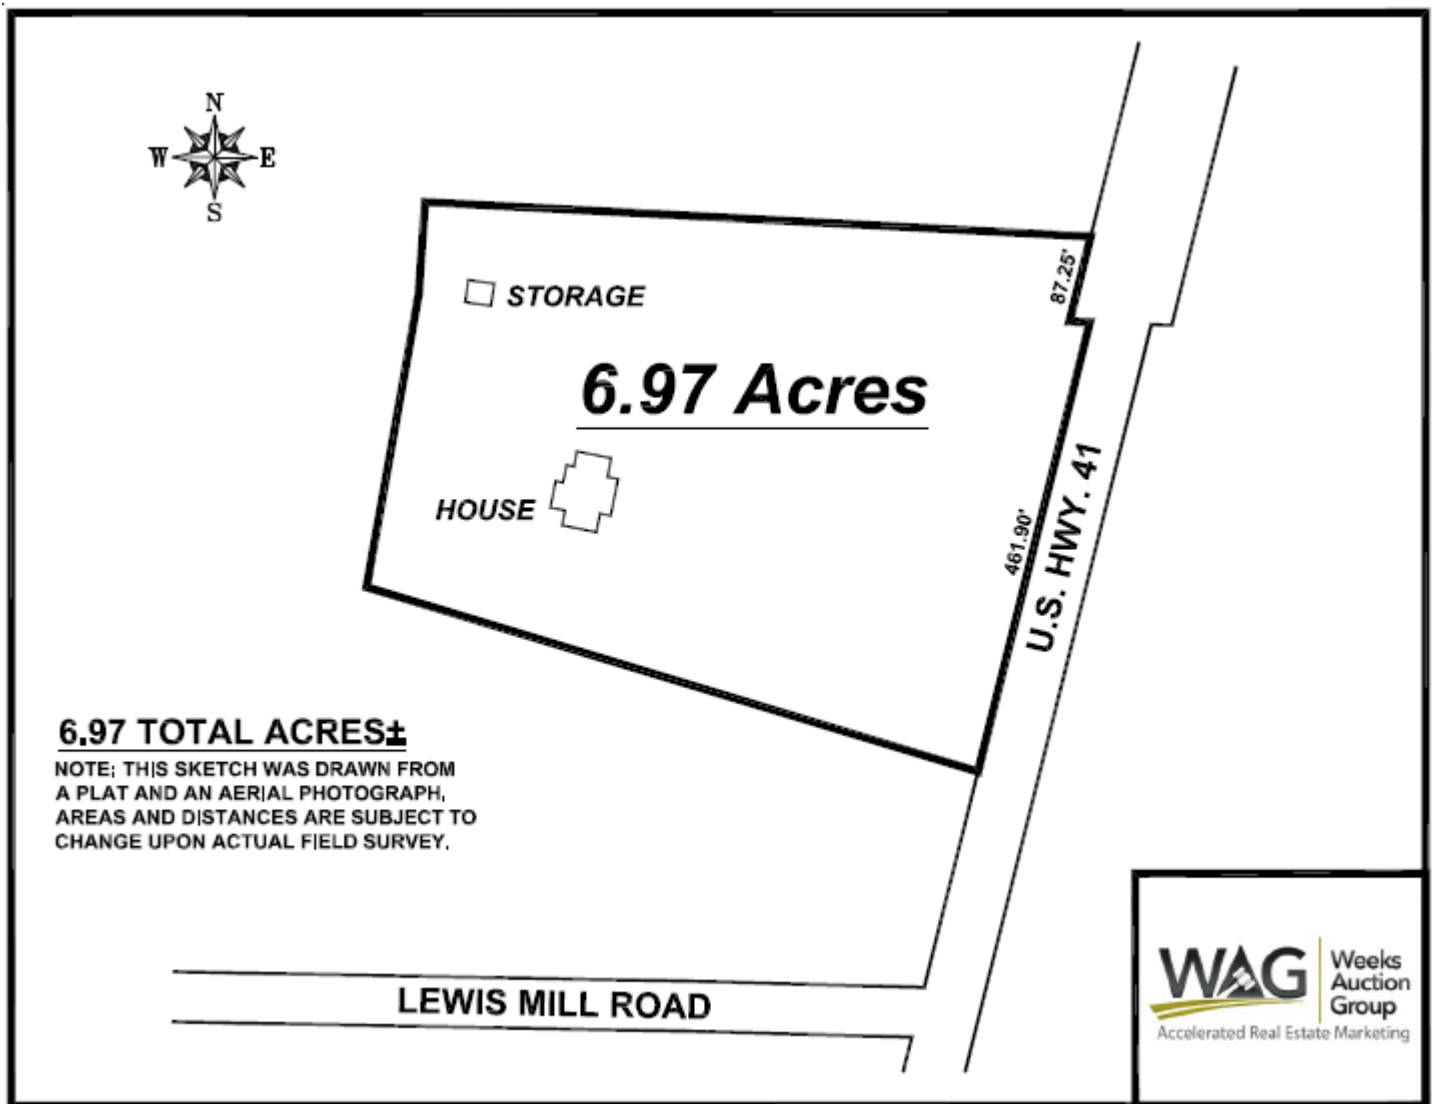 N
W E
S
87.25'
STORAGE
6.97 Acres
HOUSE
461.90'
U.S. HWY. 41
6.97 TOTAL ACRES±
NOTE: THIS SKETCH WAS DRAWN FROM
A PLAT AND AN AERIAL PHOTOGRAPH,
AREAS AND DISTANCES ARE SUBJECT TO
CHANGE UPON ACTUAL FIELD SURVEY.
LEWIS MILL ROAD
WAG
Weeks
Auction
Group
Accelerated Real Estate Marketing